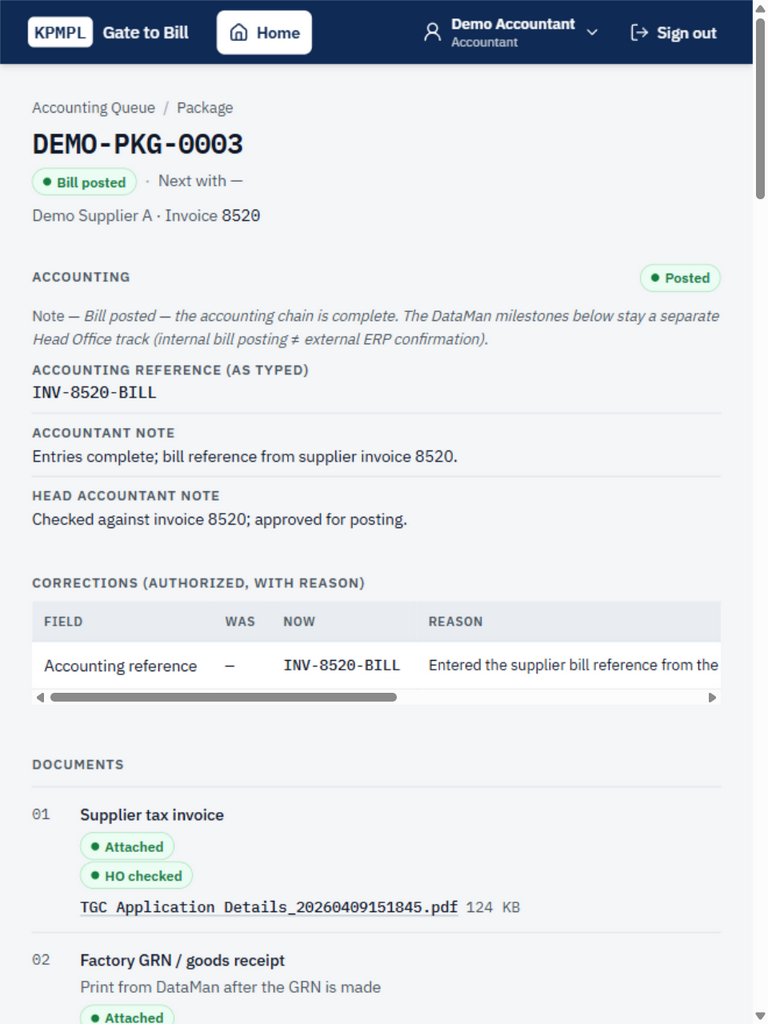 KPMPL Gate to Bill Home Demo Accountant Sign out
Accountant
Accounting Queue / Package
DEMO-PKG-0003
Bill posted · Next with —
Demo Supplier A · Invoice 8520
ACCOUNTING Posted
Note — Bill posted — the accounting chain is complete. The DataMan milestones below stay a separate
Head Office track (internal bill posting ≠ external ERP confirmation).
ACCOUNTING REFERENCE (AS TYPED)
INV-8520-BILL
ACCOUNTANT NOTE
Entries complete; bill reference from supplier invoice 8520.
HEAD ACCOUNTANT NOTE
Checked against invoice 8520; approved for posting.
CORRECTIONS (AUTHORIZED, WITH REASON)
FIELD WAS NOW REASON
Accounting reference — INV-8520-BILL Entered the supplier bill reference from the
DOCUMENTS
01 Supplier tax invoice
Attached
HO checked
TGC Application Details_20260409151845.pdf 124 KB
02 Factory GRN / goods receipt
Print from DataMan after the GRN is made
Attached